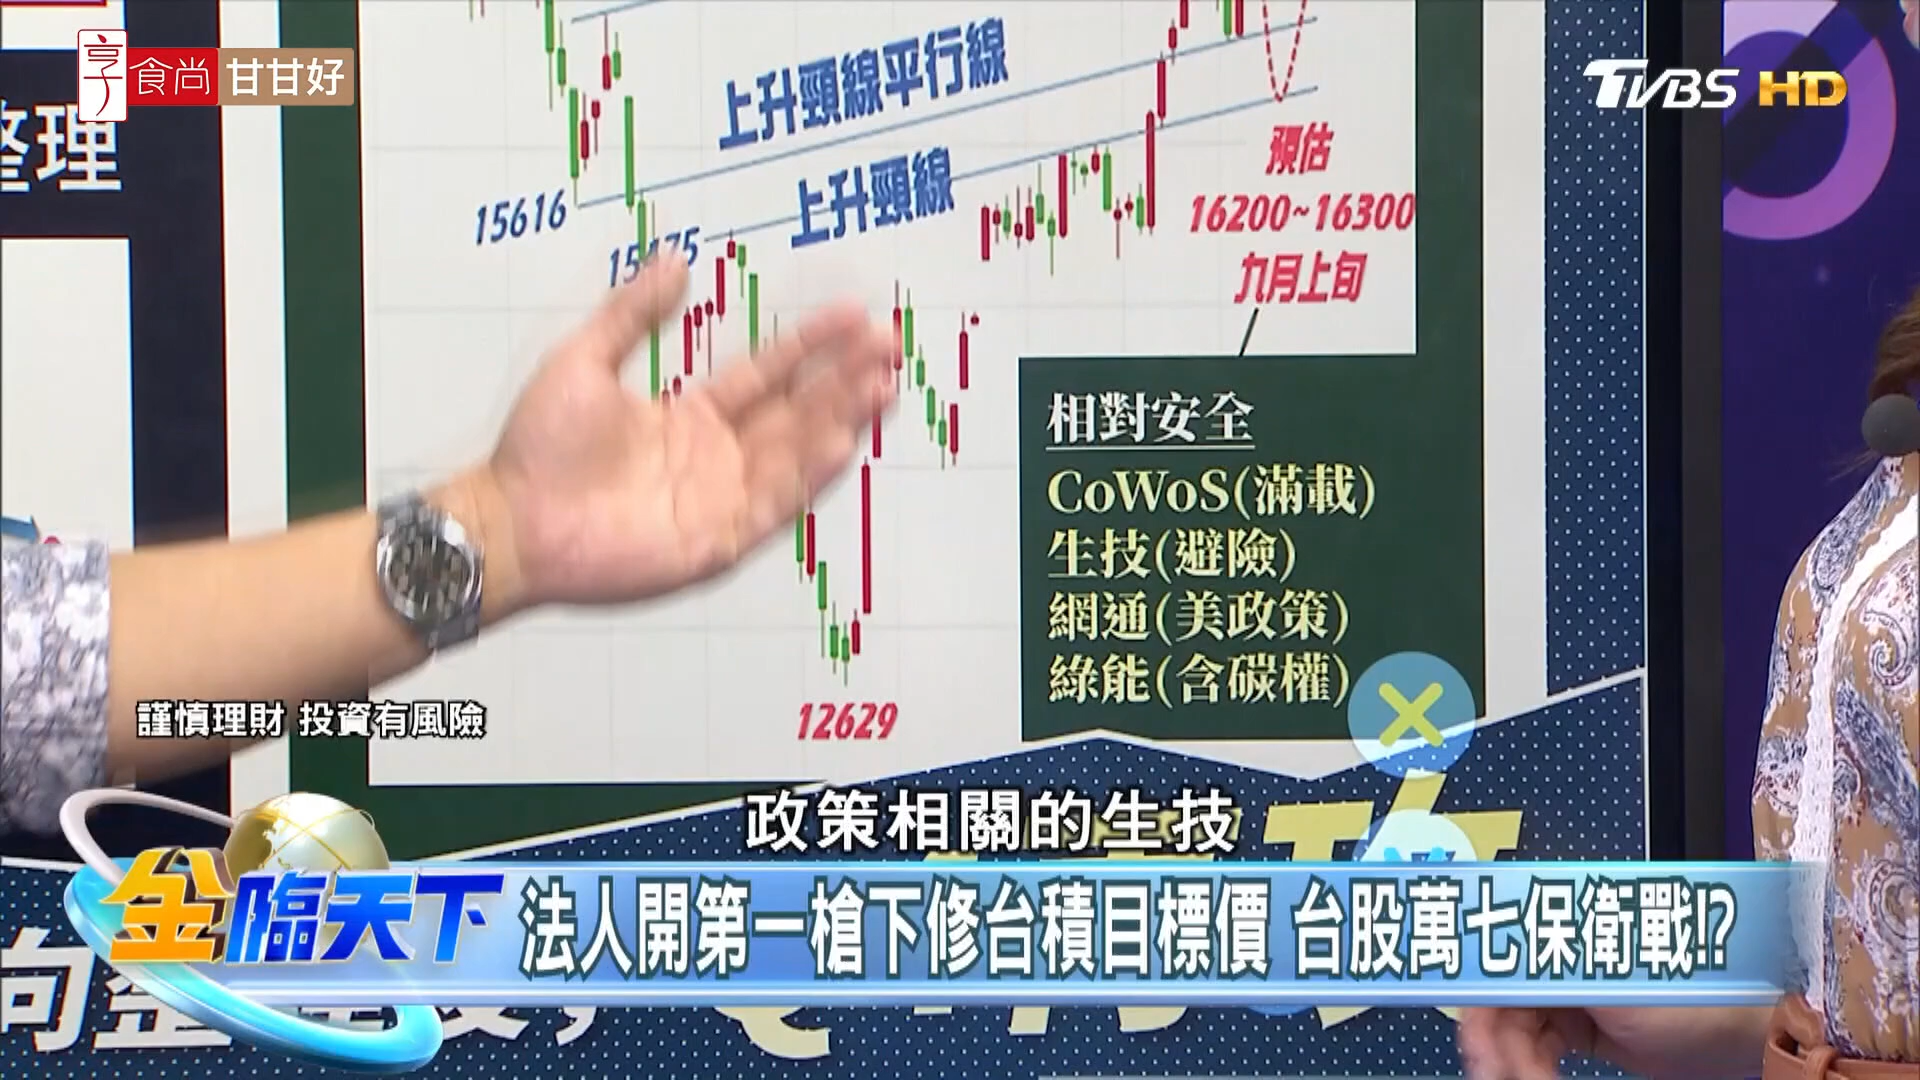 享食尚 甘甘好
TVBS HD
整理
上升頸線平行線
上升頸線
15616
預估
16200~16300
九月上旬
相對安全
CoWoS(滿載)
生技(避險)
網通(美政策)
綠能(含碳權)
12629
謹慎理財 投資有風險
政策相關的生技
金臨天下
法人開第一槍下修台積目標價 台股萬七保衛戰!?